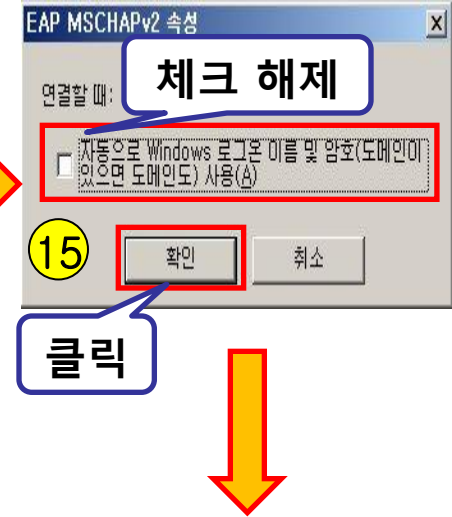 EAP MSCHAPv2 속성
체크 해제
연결할 때:
자동으로 Windows 로그온 이름 및 암호(도메인이
있으면 도메인도) 사용(A)
15
확인
취소
클릭